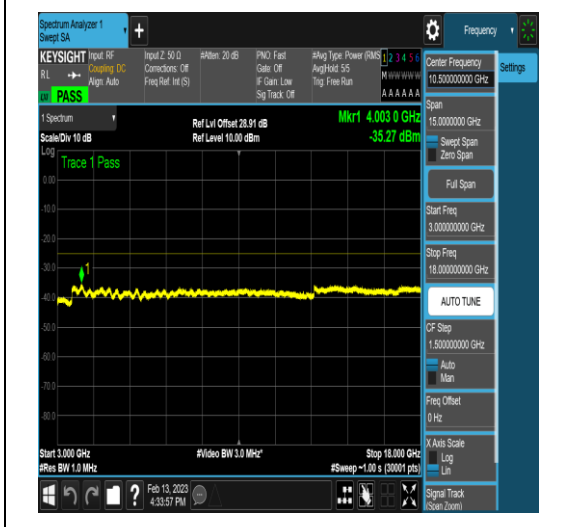 Spectrum Analyzer 1
Swept SA
Frequency
KEYSIGHT
RL
PASS
Input: RF
Coupling: DC
Align: Auto
Input Z: 50 Ω
Corrections: Off
Freq Ref: Int (S)
#Atten: 20 dB
PNO: Fast
Gate: Off
IF Gain: Low
Sig Track: Off
#Avg Type: Power (RMS
Avg|Hold: 5/5
Trig: Free Run
1 2 3 4 5 6
M W W W W W
A A A A A A
Center Frequency
10.500000000 GHz
Settings
1 Spectrum
Scale/Div 10 dB
Ref Lvl Offset 28.91 dB
Ref Level 10.00 dBm
Mkr1 4.003 0 GHz
-35.27 dBm
Log
Trace 1 Pass
0.00
-10.0
-20.0
-30.0
-40.0
-50.0
-60.0
-70.0
-80.0
1
Start 3.000 GHz
#Res BW 1.0 MHz
#Video BW 3.0 MHz*
Stop 18.000 GHz
#Sweep ~1.00 s (30001 pts)
Span
15.0000000 GHz
Swept Span
Zero Span
Full Span
Start Freq
3.000000000 GHz
Stop Freq
18.000000000 GHz
AUTO TUNE
CF Step
1.500000000 GHz
Auto
Man
Freq Offset
0 Hz
X Axis Scale
Log
Lin
Signal Track
(Span Zoom)
Feb 13, 2023
4:33:57 PM